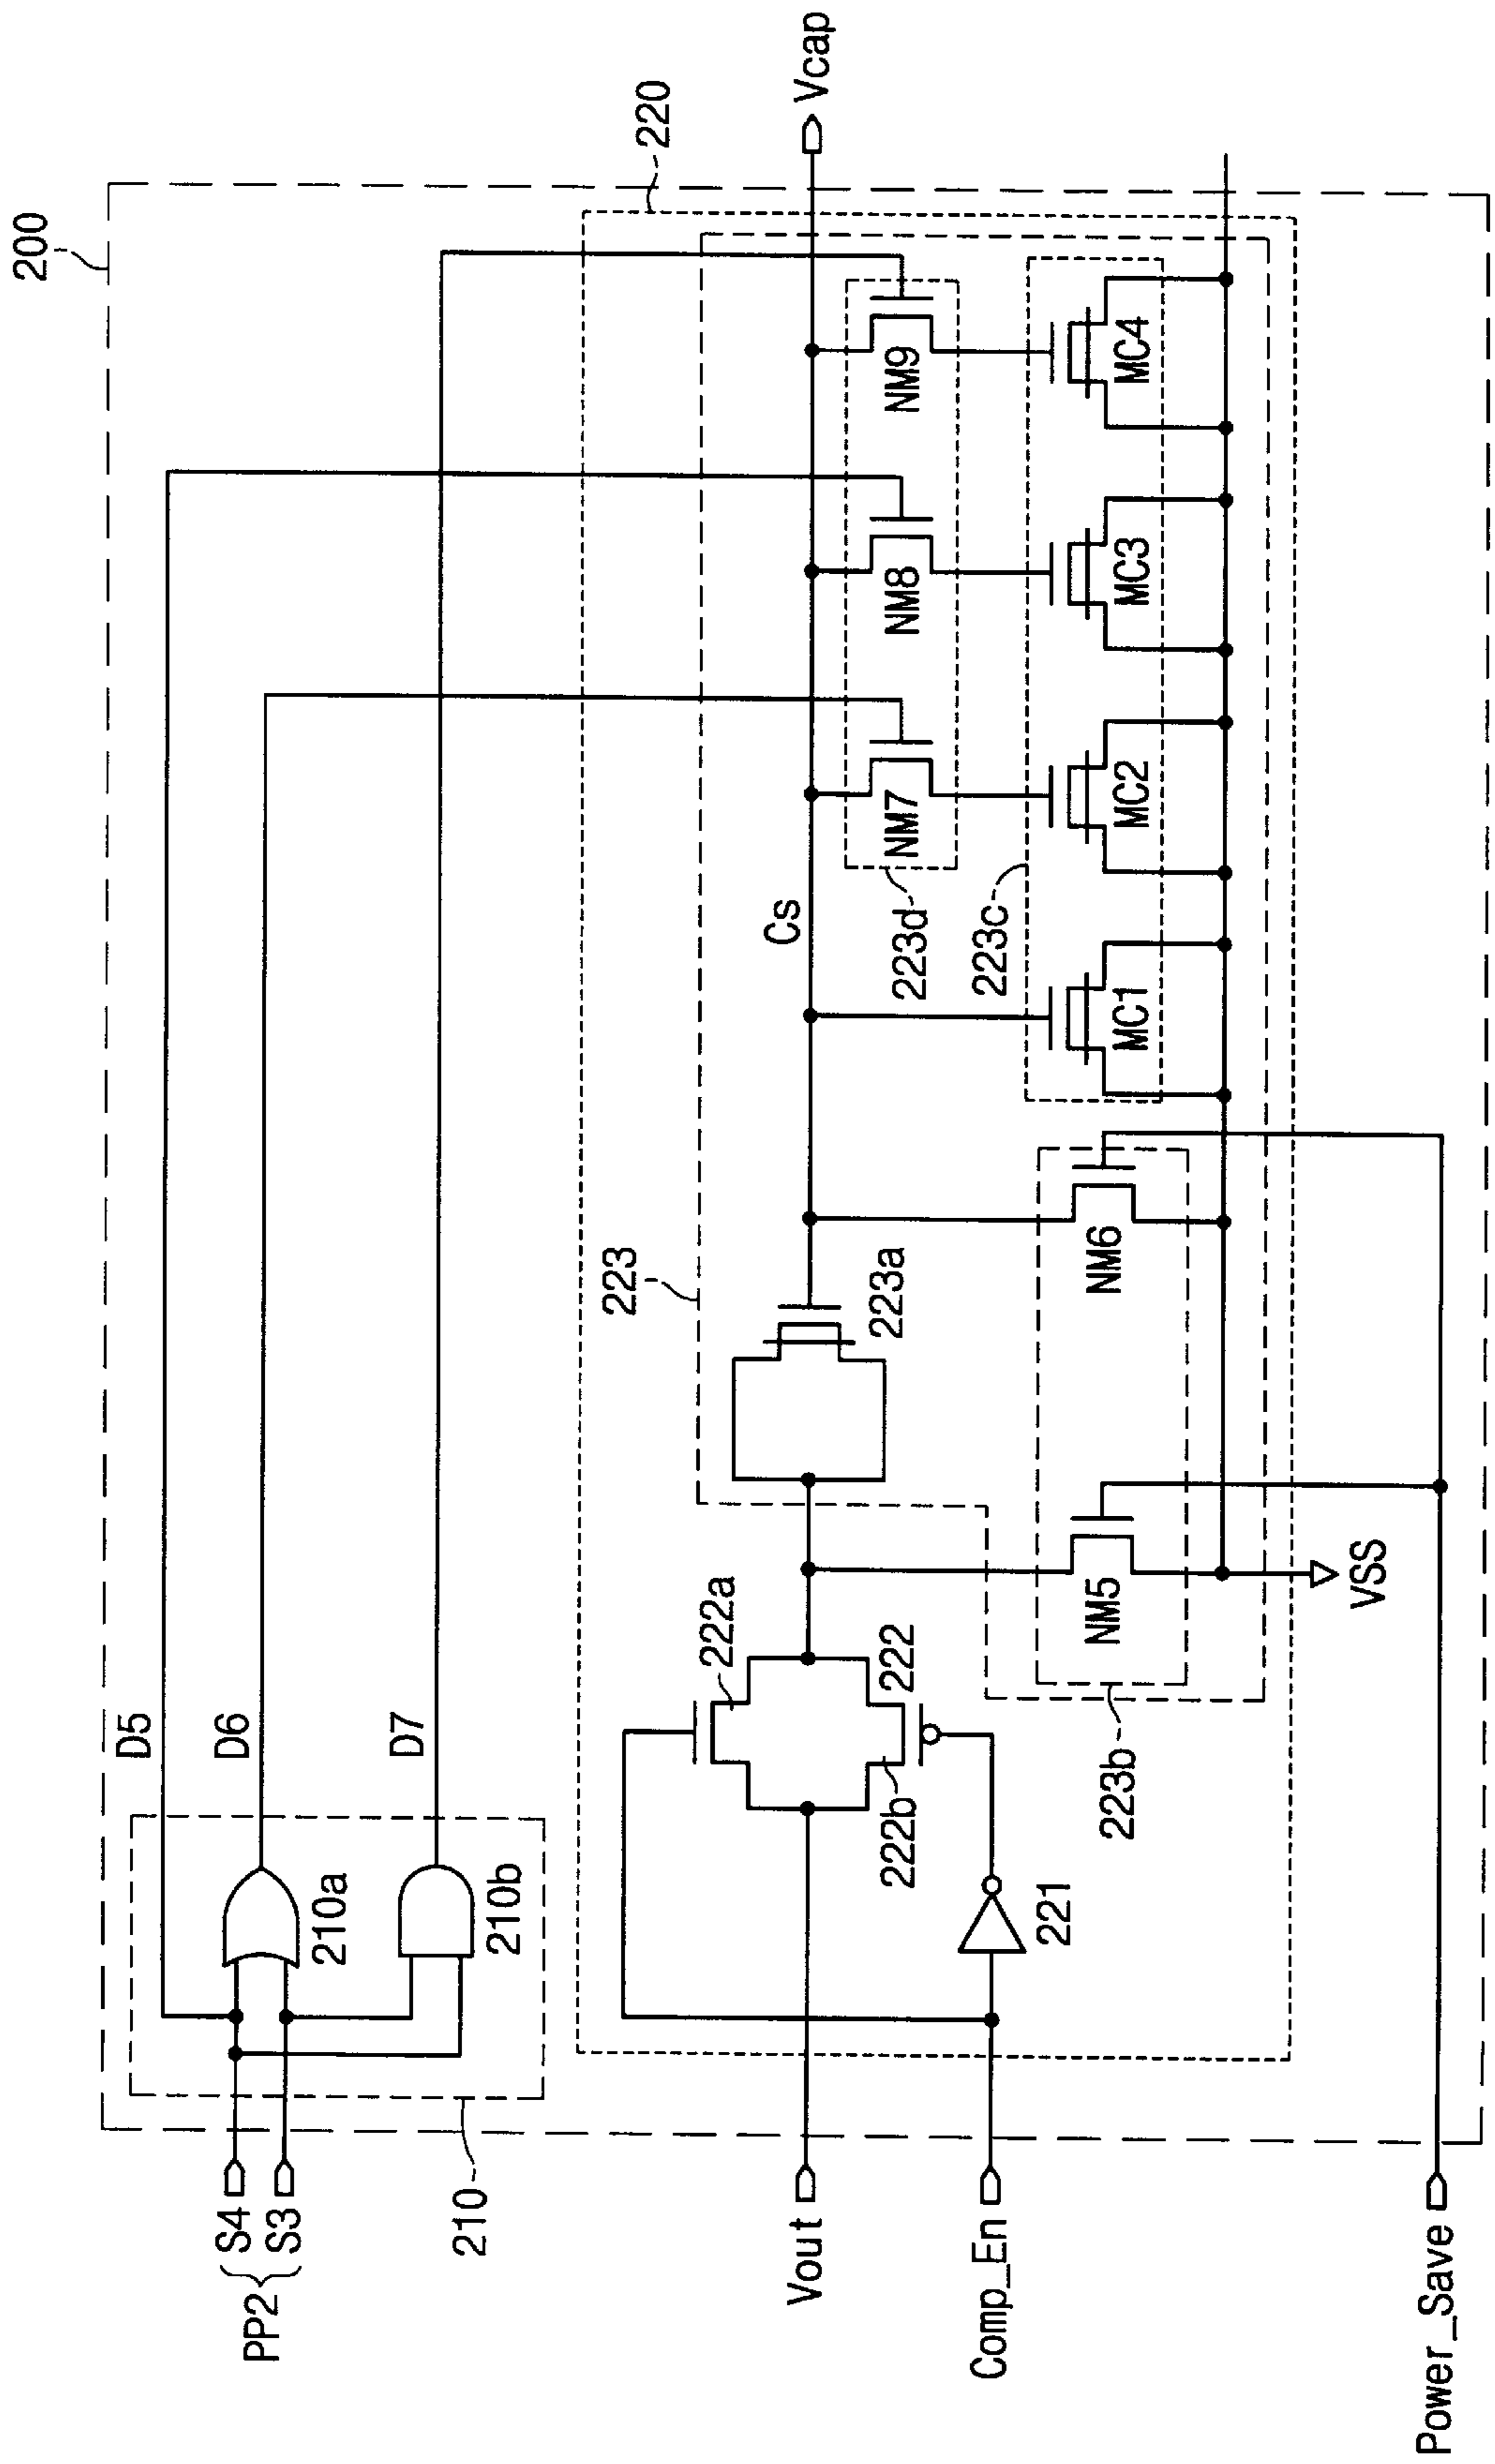 200
220
Vcap
D5
D6
D7
PP2
S4
S3
210
210a
210b
223
Cs
223a
222a
222
222b
221
NM7
NM8
NM9
223d
223c
MC1
MC2
MC3
MC4
NM5
NM6
223b
VSS
Vout
Comp_En
Power_Save